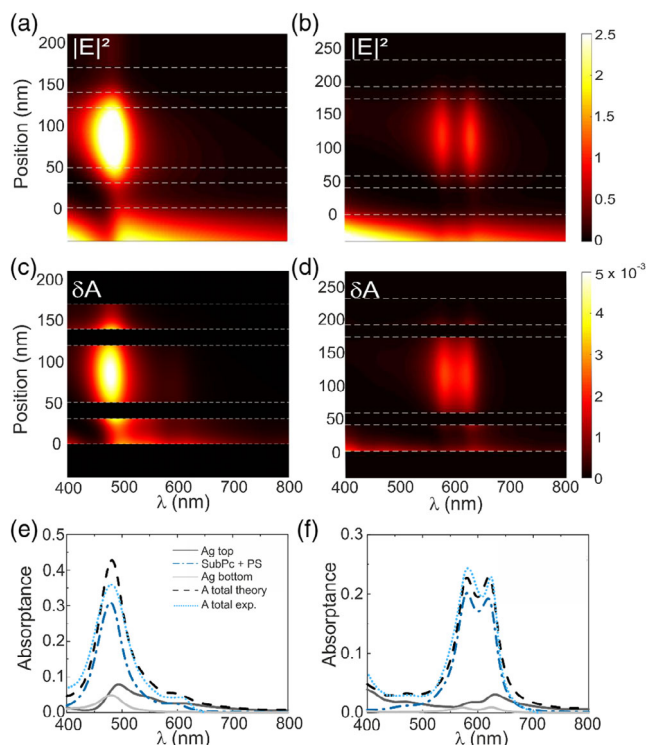 (a)
|E|²
Position (nm)
200
150
100
50
0
(b)
|E|²
250
200
150
100
50
0
2.5
2
1.5
1
0.5
0
(c)
δA
Position (nm)
200
150
100
50
0
400 500 600 700 800
λ (nm)
(d)
δA
250
200
150
100
50
0
400 500 600 700 800
λ (nm)
5 x 10⁻³
4
3
2
1
0
(e)
Absorptance
0.5
0.4
0.3
0.2
0.1
0.0
Ag top
SubPc + PS
Ag bottom
A total theory
A total exp.
400 500 600 700 800
λ (nm)
(f)
Absorptance
0.3
0.2
0.1
0.0
400 500 600 700 800
λ (nm)